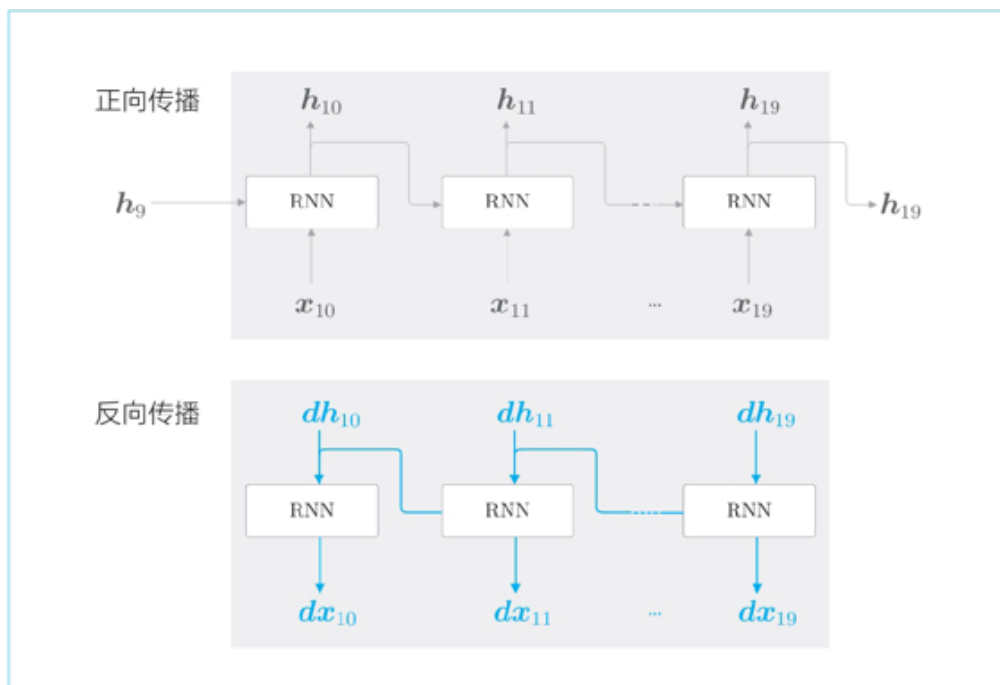 正向传播
h₁₀ h₁₁ h₁₉
h₉ RNN RNN RNN h₁₉
x₁₀ x₁₁ ... x₁₉
反向传播
dh₁₀ dh₁₁ dh₁₉
RNN RNN RNN
dx₁₀ dx₁₁ ... dx₁₉